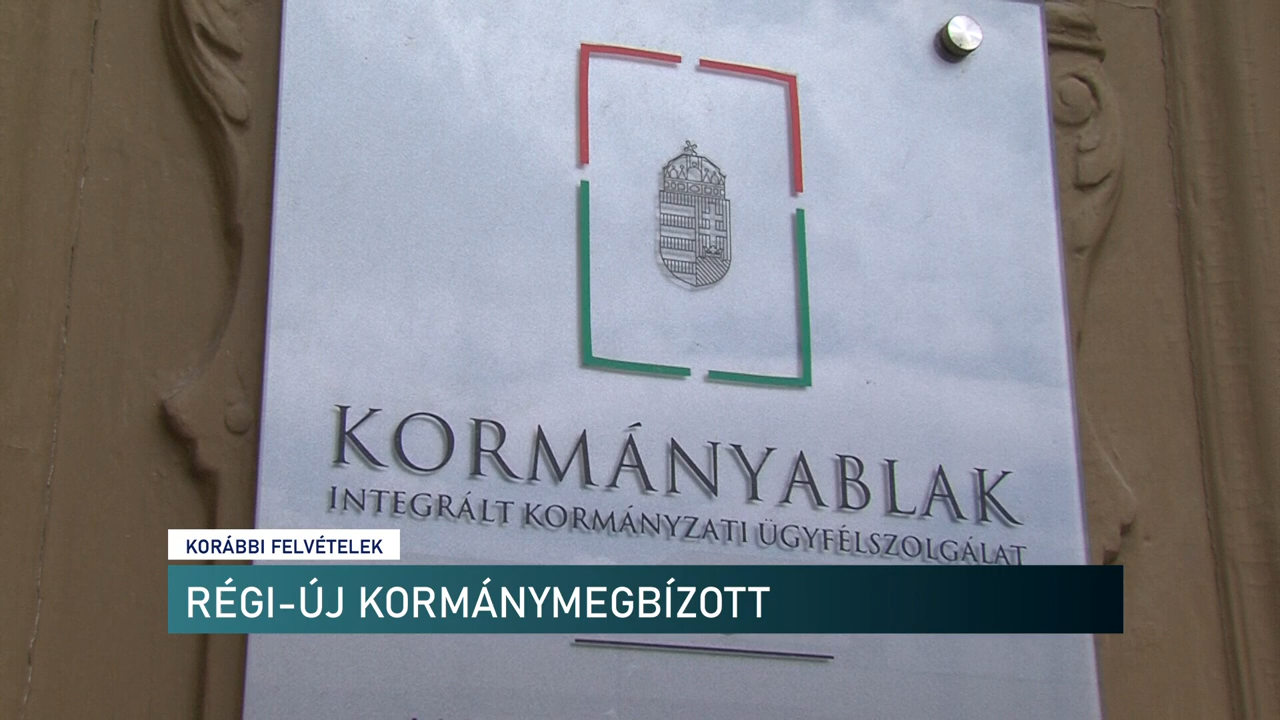 KORMÁNYABLAK
INTEGRÁLT KORMÁNYZATI ÜGYFÉLSZOLGÁLAT
KORÁBBI FELVÉTELEK
RÉGI-ÚJ KORMÁNYMEGBÍZOTT